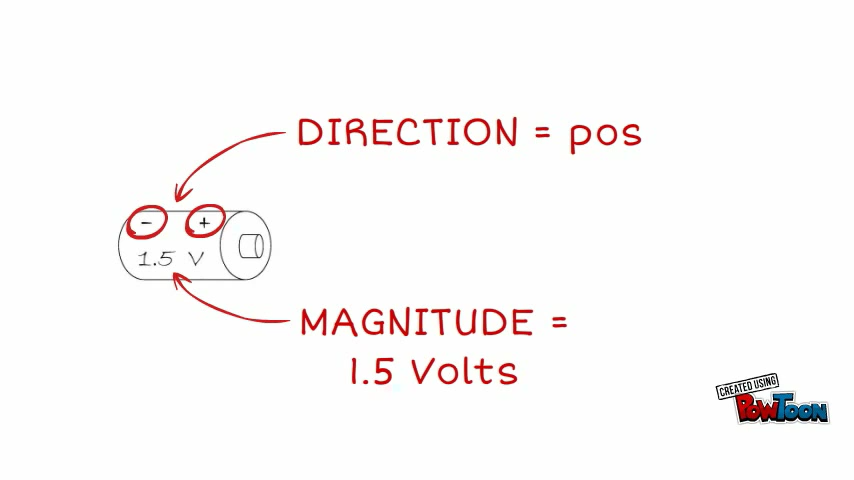 DIRECTION = pos
- +
1.5 V
MAGNITUDE =
1.5 Volts
CREATED USING
POWTOON